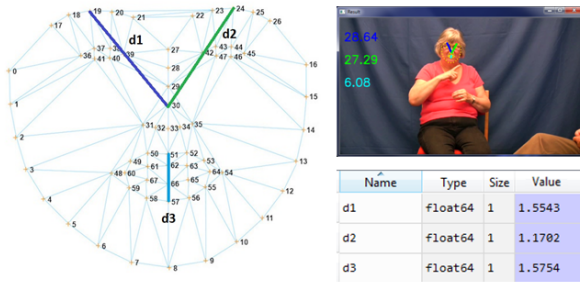 18 19 20 23 24
21 22 25
17 26
d1 d2
37 38 27 43 44
36 39 42 45
41 40 47 46
0 28 16
29
1 15
30
31 32 33 34 35
2 14
50 51 52
49 61 62 63 53 13
3 48 60 64 54
67 66 65
59 56 55 12
4 58 57
d3
5 11
6 10
7 8 9
Result
28.64
27.29
6.08
Name Type Size Value
d1 float64 1 1.5543
d2 float64 1 1.1702
d3 float64 1 1.5754